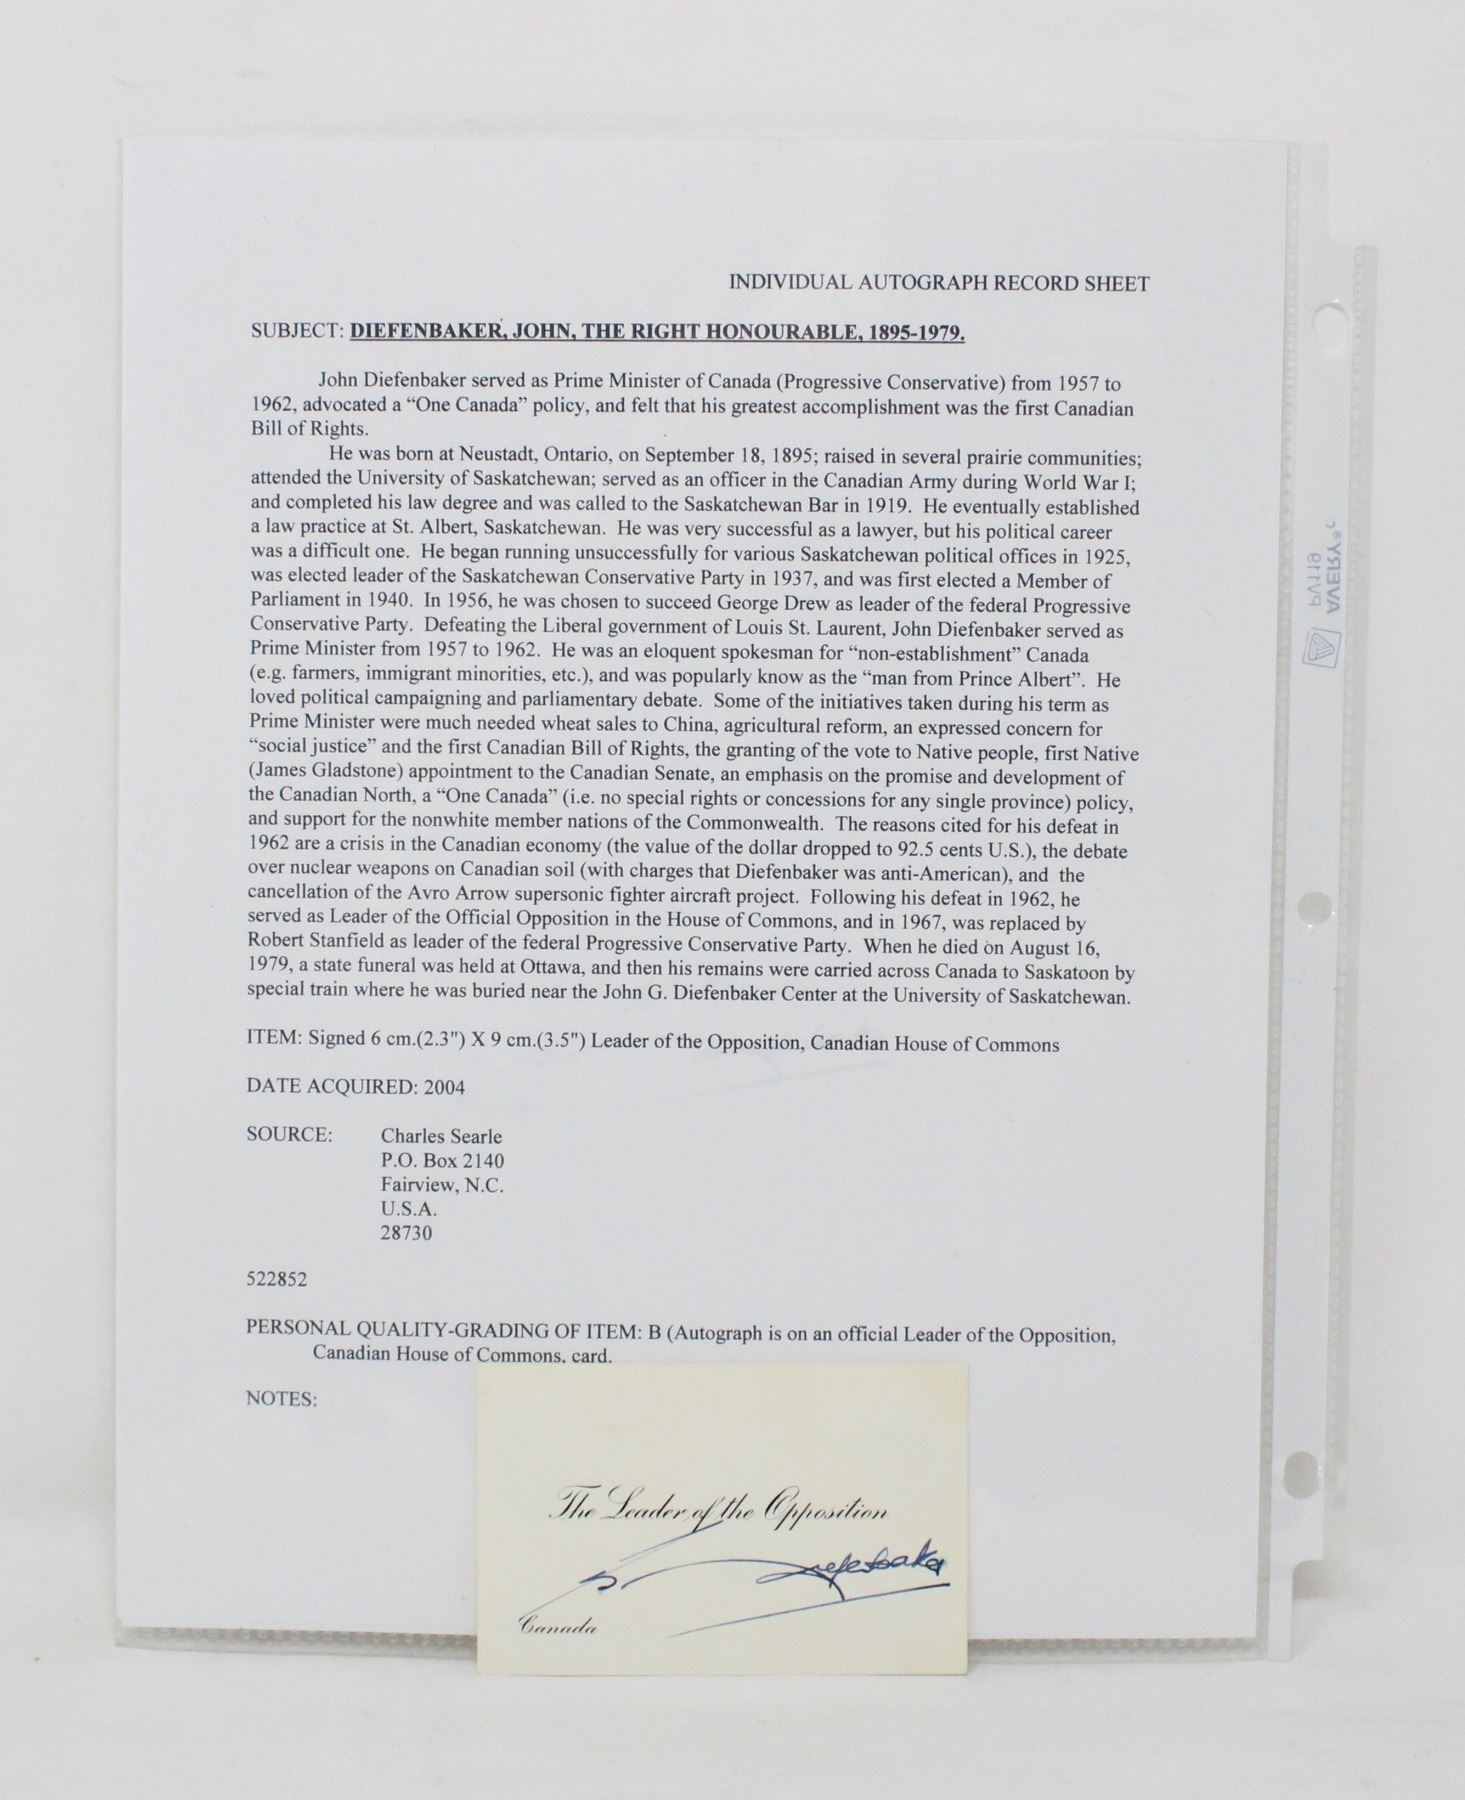 INDIVIDUAL AUTOGRAPH RECORD SHEET
SUBJECT: DIEFENBAKER, JOHN, THE RIGHT HONOURABLE, 1895-1979.
John Diefenbaker served as Prime Minister of Canada (Progressive Conservative) from 1957 to
1962, advocated a “One Canada” policy, and felt that his greatest accomplishment was the first Canadian
Bill of Rights.
He was born at Neustadt, Ontario, on September 18, 1895; raised in several prairie communities;
attended the University of Saskatchewan; served as an officer in the Canadian Army during World War I;
and completed his law degree and was called to the Saskatchewan Bar in 1919. He eventually established
a law practice at St. Albert, Saskatchewan. He was very successful as a lawyer, but his political career
was a difficult one. He began running unsuccessfully for various Saskatchewan political offices in 1925,
was elected leader of the Saskatchewan Conservative Party in 1937, and was first elected a Member of
Parliament in 1940. In 1956, he was chosen to succeed George Drew as leader of the federal Progressive
Conservative Party. Defeating the Liberal government of Louis St. Laurent, John Diefenbaker served as
Prime Minister from 1957 to 1962. He was an eloquent spokesman for “non-establishment” Canada
(e.g. farmers, immigrant minorities, etc.), and was popularly know as the “man from Prince Albert”. He
loved political campaigning and parliamentary debate. Some of the initiatives taken during his term as
Prime Minister were much needed wheat sales to China, agricultural reform, an expressed concern for
“social justice” and the first Canadian Bill of Rights, the granting of the vote to Native people, first Native
(James Gladstone) appointment to the Canadian Senate, an emphasis on the promise and development of
the Canadian North, a “One Canada” (i.e. no special rights or concessions for any single province) policy,
and support for the nonwhite member nations of the Commonwealth. The reasons cited for his defeat in
1962 are a crisis in the Canadian economy (the value of the dollar dropped to 92.5 cents U.S.), the debate
over nuclear weapons on Canadian soil (with charges that Diefenbaker was anti-American), and the
cancellation of the Avro Arrow supersonic fighter aircraft project. Following his defeat in 1962, he
served as Leader of the Official Opposition in the House of Commons, and in 1967, was replaced by
Robert Stanfield as leader of the federal Progressive Conservative Party. When he died on August 16,
1979, a state funeral was held at Ottawa, and then his remains were carried across Canada to Saskatoon by
special train where he was buried near the John G. Diefenbaker Center at the University of Saskatchewan.
ITEM: Signed 6 cm.(2.3") X 9 cm.(3.5") Leader of the Opposition, Canadian House of Commons
DATE ACQUIRED: 2004
SOURCE: Charles Searle
P.O. Box 2140
Fairview, N.C.
U.S.A.
28730
522852
PERSONAL QUALITY-GRADING OF ITEM: B (Autograph is on an official Leader of the Opposition,
Canadian House of Commons. card.
NOTES:
The Leader of the Opposition
Diefenbaker
Canada
AVERY®
PV119